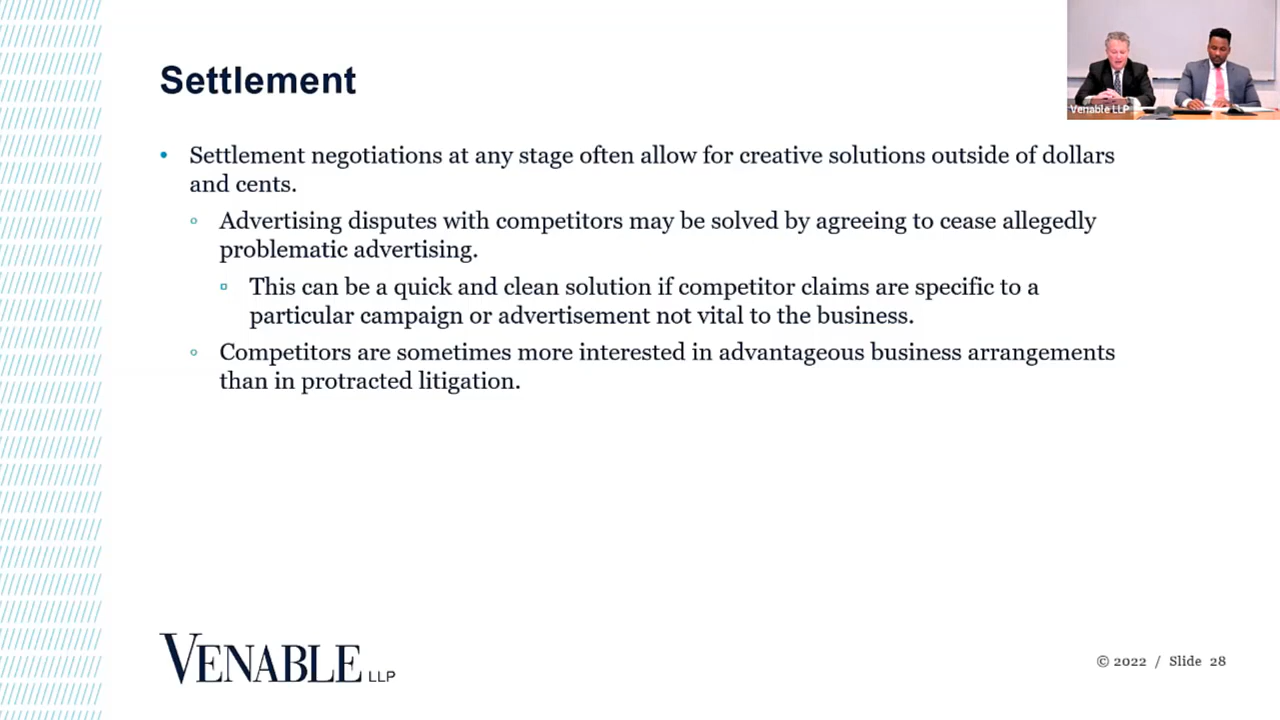 Settlement
Venable LLP
• Settlement negotiations at any stage often allow for creative solutions outside of dollars
and cents.
◦ Advertising disputes with competitors may be solved by agreeing to cease allegedly
problematic advertising.
▫ This can be a quick and clean solution if competitor claims are specific to a
particular campaign or advertisement not vital to the business.
◦ Competitors are sometimes more interested in advantageous business arrangements
than in protracted litigation.
VENABLE LLP
© 2022 / Slide 28